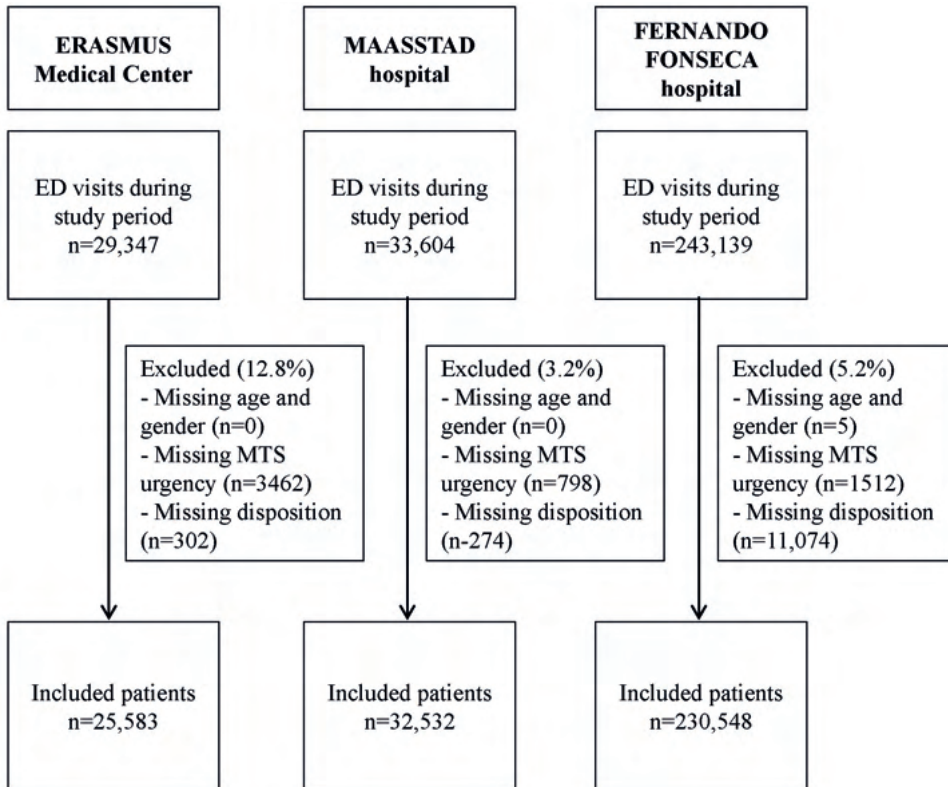 ERASMUS
Medical Center
MAASSTAD
hospital
FERNANDO
FONSECA
hospital
ED visits during
study period
n=29,347
ED visits during
study period
n=33,604
ED visits during
study period
n=243,139
Excluded (12.8%)
- Missing age and
gender (n=0)
- Missing MTS
urgency (n=3462)
- Missing disposition
(n=302)
Excluded (3.2%)
- Missing age and
gender (n=0)
- Missing MTS
urgency (n=798)
- Missing disposition
(n-274)
Excluded (5.2%)
- Missing age and
gender (n=5)
- Missing MTS
urgency (n=1512)
- Missing disposition
(n=11,074)
Included patients
n=25,583
Included patients
n=32,532
Included patients
n=230,548